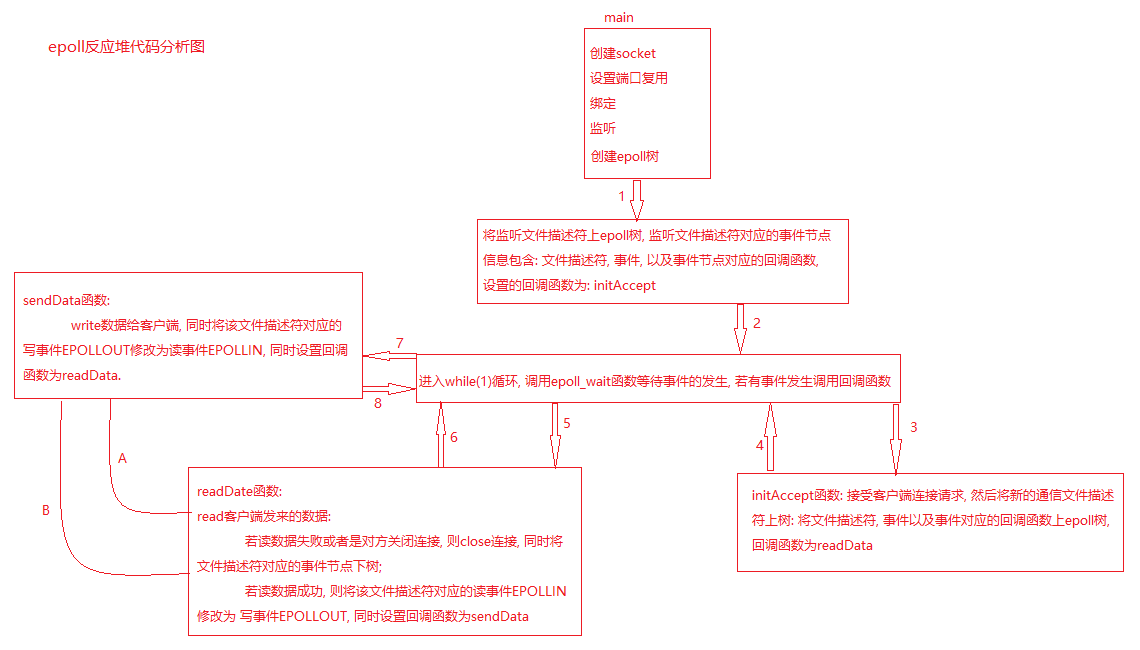 epoll反应堆代码分析图
main
创建socket
设置端口复用
绑定
监听
创建epoll树
1
将监听文件描述符上epoll树, 监听文件描述符对应的事件节点
信息包含: 文件描述符, 事件, 以及事件节点对应的回调函数,
设置的回调函数为: initAccept
2
sendData函数:
write数据给客户端, 同时将该文件描述符对应的
写事件EPOLLOUT修改为读事件EPOLLIN, 同时设置回调
函数为readData.
7
8
进入while(1)循环, 调用epoll_wait函数等待事件的发生, 若有事件发生调用回调函数
6
5
4
3
A
B
readDate函数:
read客户端发来的数据:
若读数据失败或者是对方关闭连接, 则close连接, 同时将
文件描述符对应的事件节点下树;
若读数据成功, 则将该文件描述符对应的读事件EPOLLIN
修改为 写事件EPOLLOUT, 同时设置回调函数为sendData
initAccept函数: 接受客户端连接请求, 然后将新的通信文件描述
符上树: 将文件描述符, 事件以及事件对应的回调函数上epoll树,
回调函数为readData